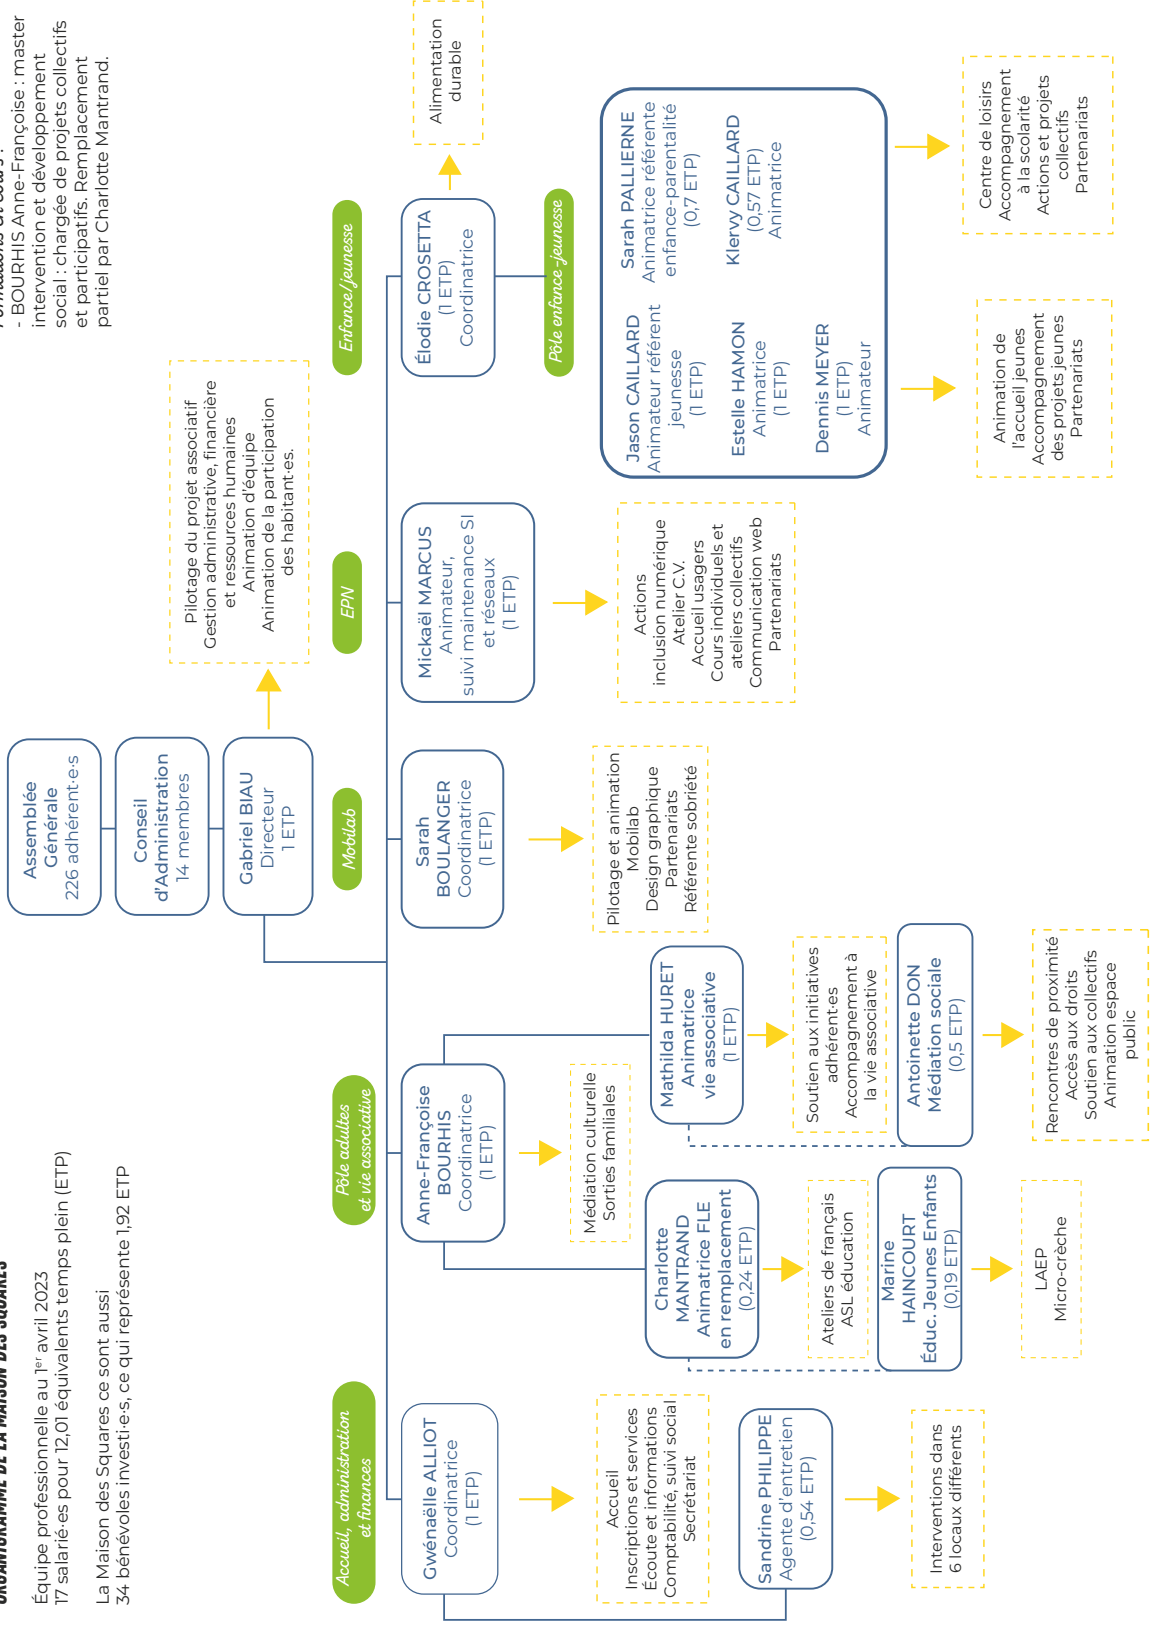 ORGANIGRAMME DE LA MAISON DES SQUARES
Équipe professionnelle au 1er avril 2023
17 salarié·es pour 12,01 équivalents temps plein (ETP)
La Maison des Squares ce sont aussi
34 bénévoles investi·e·s, ce qui représente 1,92 ETP
Assemblée
Générale
226 adhérent·e·s
Conseil
d'Administration
14 membres
Gabriel BIAU
Directeur
1 ETP
Pilotage du projet associatif
Gestion administrative, financière
et ressources humaines
Animation d'équipe
Animation de la participation
des habitant·es.
Formations en cours :
- BOURHIS Anne-Françoise : master
intervention et développement
social : chargée de projets collectifs
et participatifs. Remplacement
partiel par Charlotte Mantrand.
Accueil, administration
et finances
Gwénaëlle ALLIOT
Coordinatrice
(1 ETP)
Accueil
Inscriptions et services
Écoute et informations
Comptabilité, suivi social
Secrétariat
Sandrine PHILIPPE
Agente d'entretien
(0,54 ETP)
Interventions dans
6 locaux différents
Pôle adultes
et vie associative
Anne-Françoise
BOURHIS
Coordinatrice
(1 ETP)
Médiation culturelle
Sorties familiales
Charlotte
MANTRAND
Animatrice FLE
en remplacement
(0,24 ETP)
Ateliers de français
ASL éducation
Marine
HAINCOURT
Éduc. Jeunes Enfants
(0,19 ETP)
LAEP
Micro-crèche
Mathilda HURET
Animatrice
vie associative
(1 ETP)
Soutien aux initiatives
adhérent·es
Accompagnement à
la vie associative
Antoinette DON
Médiation sociale
(0,5 ETP)
Rencontres de proximité
Accès aux droits
Soutien aux collectifs
Animation espace
public
Mobilab
Sarah
BOULANGER
Coordinatrice
(1 ETP)
Pilotage et animation
Mobilab
Design graphique
Partenariats
Référente sobriété
EPN
Mickaël MARCUS
Animateur,
suivi maintenance SI
et réseaux
(1 ETP)
Actions
inclusion numérique
Atelier C.V.
Accueil usagers
Cours individuels et
ateliers collectifs
Communication web
Partenariats
Enfance/jeunesse
Élodie CROSETTA
(1 ETP)
Coordinatrice
Alimentation
durable
Pôle enfance-jeunesse
Jason CAILLARD
Animateur référent
jeunesse
(1 ETP)
Estelle HAMON
Animatrice
(1 ETP)
Dennis MEYER
(1 ETP)
Animateur
Sarah PALLIERNE
Animatrice référente
enfance-parentalité
(0,7 ETP)
Klervy CAILLARD
(0,57 ETP)
Animatrice
Animation de
l'accueil jeunes
Accompagnement
des projets jeunes
Partenariats
Centre de loisirs
Accompagnement
à la scolarité
Actions et projets
collectifs
Partenariats